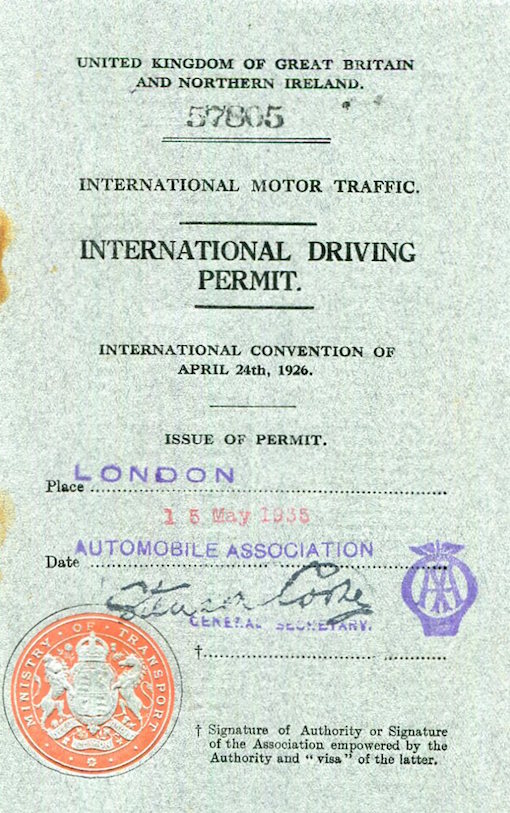 UNITED KINGDOM OF GREAT BRITAIN
AND NORTHERN IRELAND.
57805
INTERNATIONAL MOTOR TRAFFIC.
INTERNATIONAL DRIVING
PERMIT.
INTERNATIONAL CONVENTION OF
APRIL 24th, 1926.
ISSUE OF PERMIT.
LONDON
Place
15 May 1935
AUTOMOBILE ASSOCIATION
Date
AA
Stenson Cooke
GENERAL SECRETARY.
MINISTRY · OF · TRANSPORT
†
† Signature of Authority or Signature
of the Association empowered by the
Authority and "visa" of the latter.